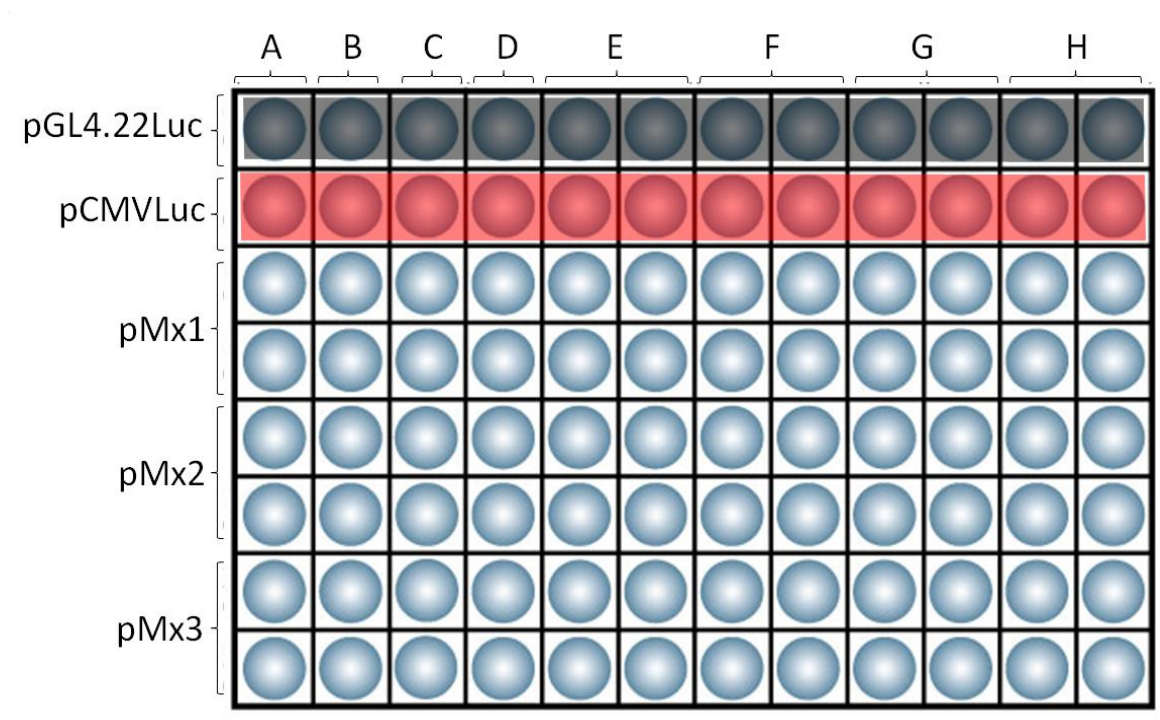 A B C D E F G H
pGL4.22Luc
pCMVLuc
pMx1
pMx2
pMx3